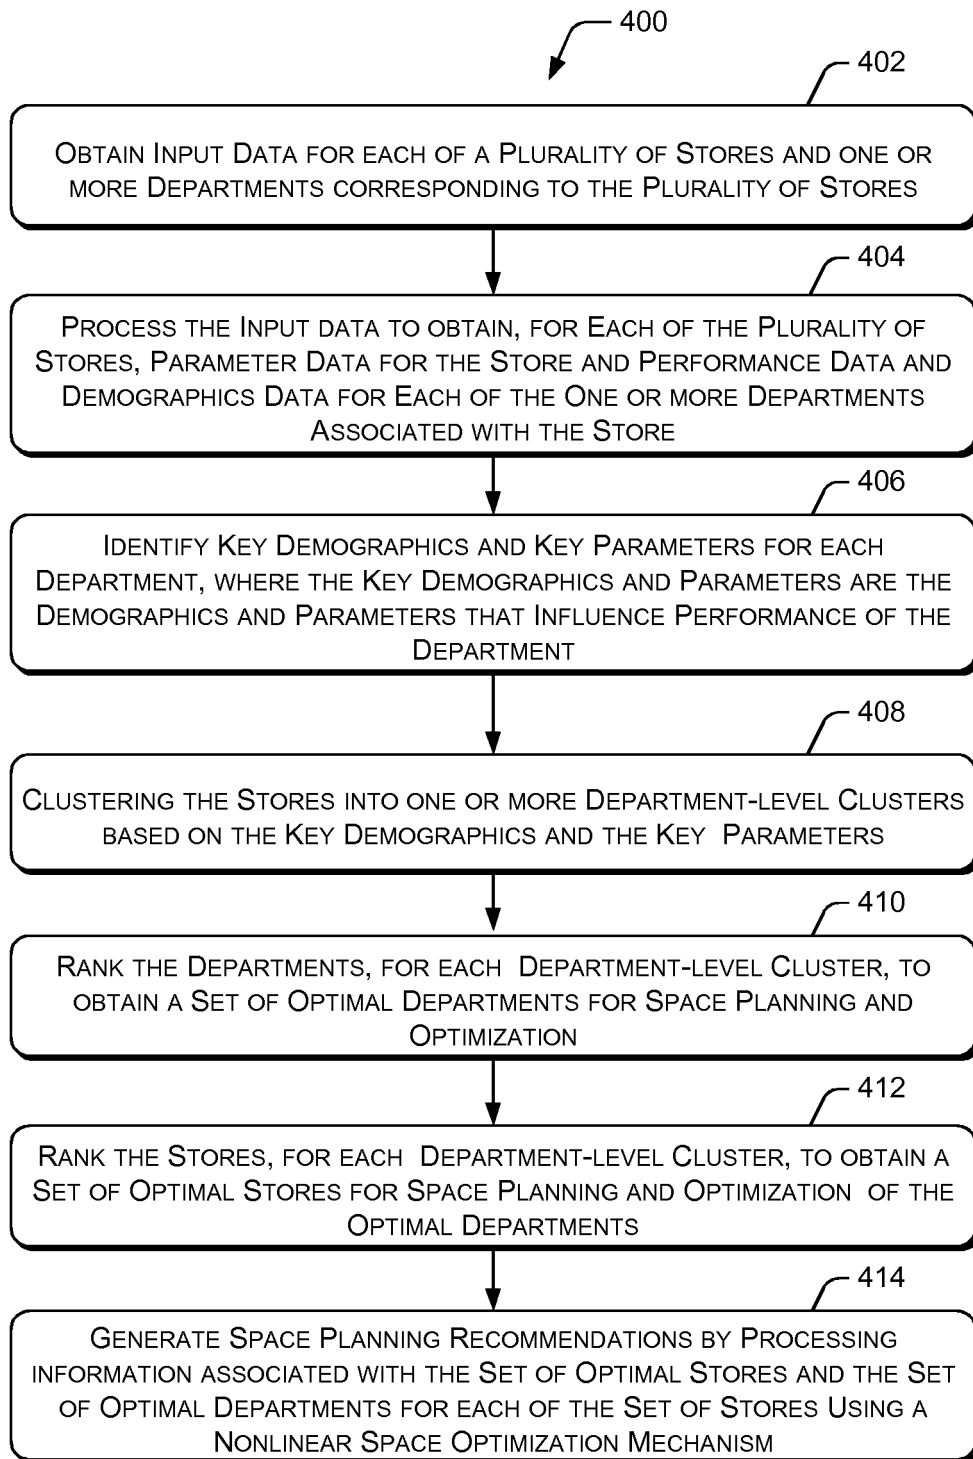 400
402
OBTAIN INPUT DATA FOR EACH OF A PLURALITY OF STORES AND ONE OR
MORE DEPARTMENTS CORRESPONDING TO THE PLURALITY OF STORES
404
PROCESS THE INPUT DATA TO OBTAIN, FOR EACH OF THE PLURALITY OF
STORES, PARAMETER DATA FOR THE STORE AND PERFORMANCE DATA AND
DEMOGRAPHICS DATA FOR EACH OF THE ONE OR MORE DEPARTMENTS
ASSOCIATED WITH THE STORE
406
IDENTIFY KEY DEMOGRAPHICS AND KEY PARAMETERS FOR EACH
DEPARTMENT, WHERE THE KEY DEMOGRAPHICS AND PARAMETERS ARE THE
DEMOGRAPHICS AND PARAMETERS THAT INFLUENCE PERFORMANCE OF THE
DEPARTMENT
408
CLUSTERING THE STORES INTO ONE OR MORE DEPARTMENT-LEVEL CLUSTERS
BASED ON THE KEY DEMOGRAPHICS AND THE KEY PARAMETERS
410
RANK THE DEPARTMENTS, FOR EACH DEPARTMENT-LEVEL CLUSTER, TO
OBTAIN A SET OF OPTIMAL DEPARTMENTS FOR SPACE PLANNING AND
OPTIMIZATION
412
RANK THE STORES, FOR EACH DEPARTMENT-LEVEL CLUSTER, TO OBTAIN A
SET OF OPTIMAL STORES FOR SPACE PLANNING AND OPTIMIZATION OF THE
OPTIMAL DEPARTMENTS
414
GENERATE SPACE PLANNING RECOMMENDATIONS BY PROCESSING
INFORMATION ASSOCIATED WITH THE SET OF OPTIMAL STORES AND THE SET
OF OPTIMAL DEPARTMENTS FOR EACH OF THE SET OF STORES USING A
NONLINEAR SPACE OPTIMIZATION MECHANISM